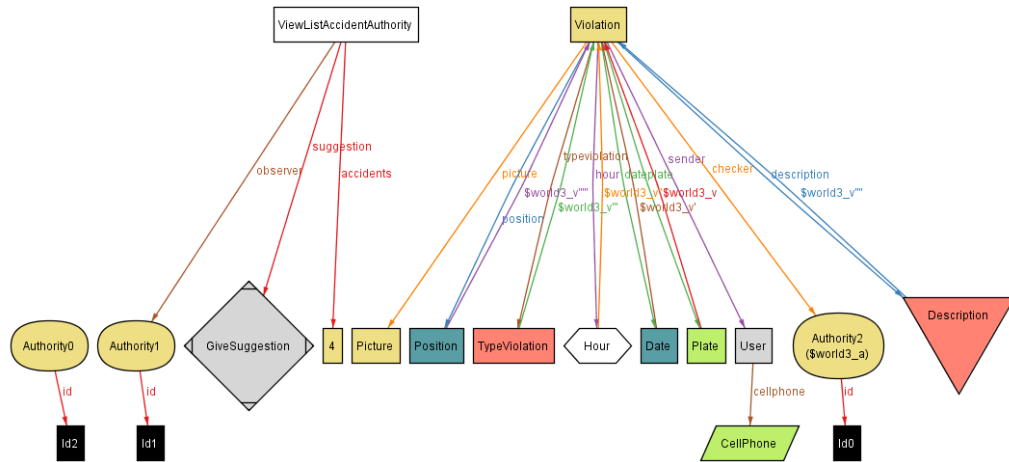 ViewListAccidentAuthority
Violation
suggestion
typeviolation
sender
observer
picture
hour
dateplate
checker
description
accidents
$world3_v""'
$world3_v
$world3_v
$world3_v""
$world3_v"'
$world3_v'
position
Authority0
Authority1
GiveSuggestion
4
Picture
Position
TypeViolation
Hour
Date
Plate
User
Authority2
($world3_a)
Description
id
id
cellphone
id
Id2
Id1
CellPhone
Id0